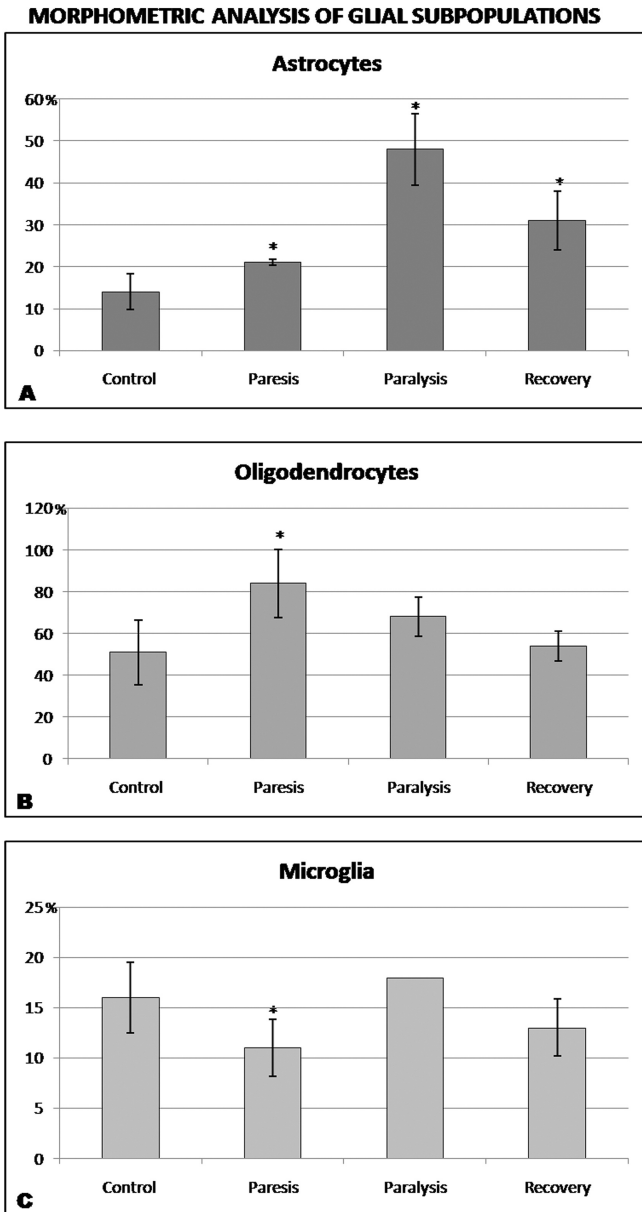 MORPHOMETRIC ANALYSIS OF GLIAL SUBPOPULATIONS
Astrocytes
60%
50
*
40
*
30
*
20
10
0
Control Paresis Paralysis Recovery
A
Oligodendrocytes
120%
*
100
80
60
40
20
0
Control Paresis Paralysis Recovery
B
Microglia
25%
20
15
*
10
5
0
Control Paresis Paralysis Recovery
C